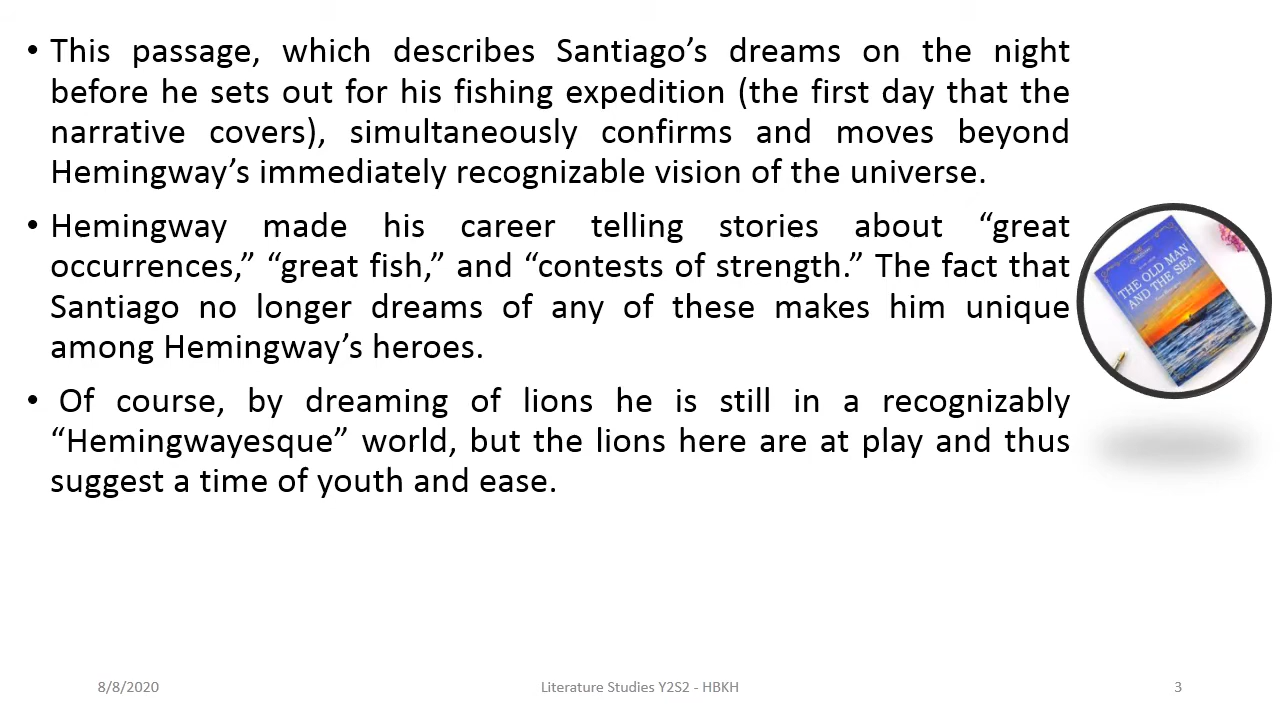 • This passage, which describes Santiago’s dreams on the night
before he sets out for his fishing expedition (the first day that the
narrative covers), simultaneously confirms and moves beyond
Hemingway’s immediately recognizable vision of the universe.
• Hemingway made his career telling stories about “great
occurrences,” “great fish,” and “contests of strength.” The fact that
Santiago no longer dreams of any of these makes him unique
among Hemingway’s heroes.
• Of course, by dreaming of lions he is still in a recognizably
“Hemingwayesque” world, but the lions here are at play and thus
suggest a time of youth and ease.
THE OLD MAN
AND THE SEA
8/8/2020
Literature Studies Y2S2 - HBKH
3